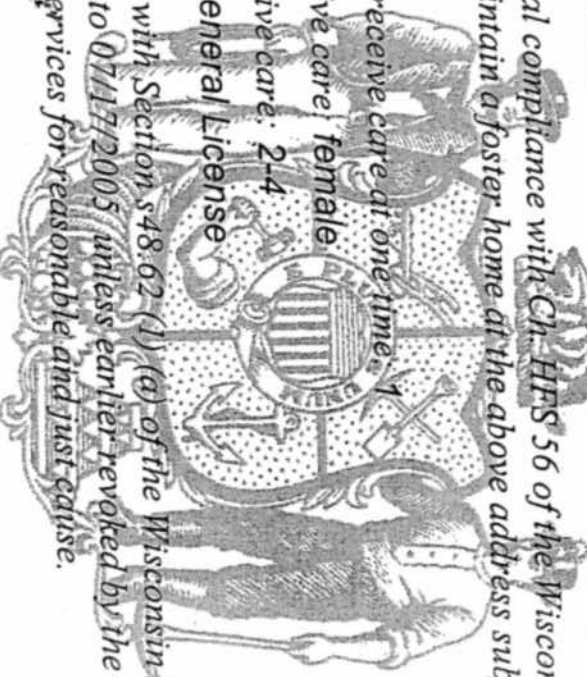 al compliance with Ch. HFS 56 of the Wiscon
intain a foster home at the above address sub
receive care at one time 1
ve care female
ive care: 2-4
eneral License
with Section s48.62 (1) (a) of the Wisconsin
to 07/17/2005 unless earlier revoked by the
ervices for reasonable and just cause.
E PLU UNUM